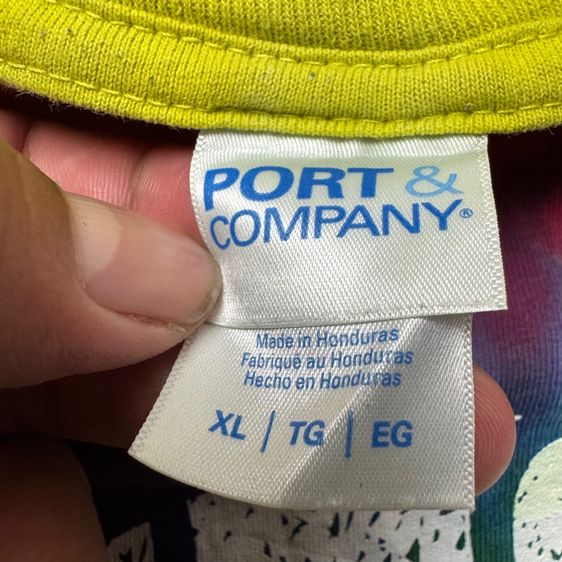 PORT &
COMPANY®
Made in Honduras
Fabriqué au Honduras
Hecho en Honduras
XL | TG | EG